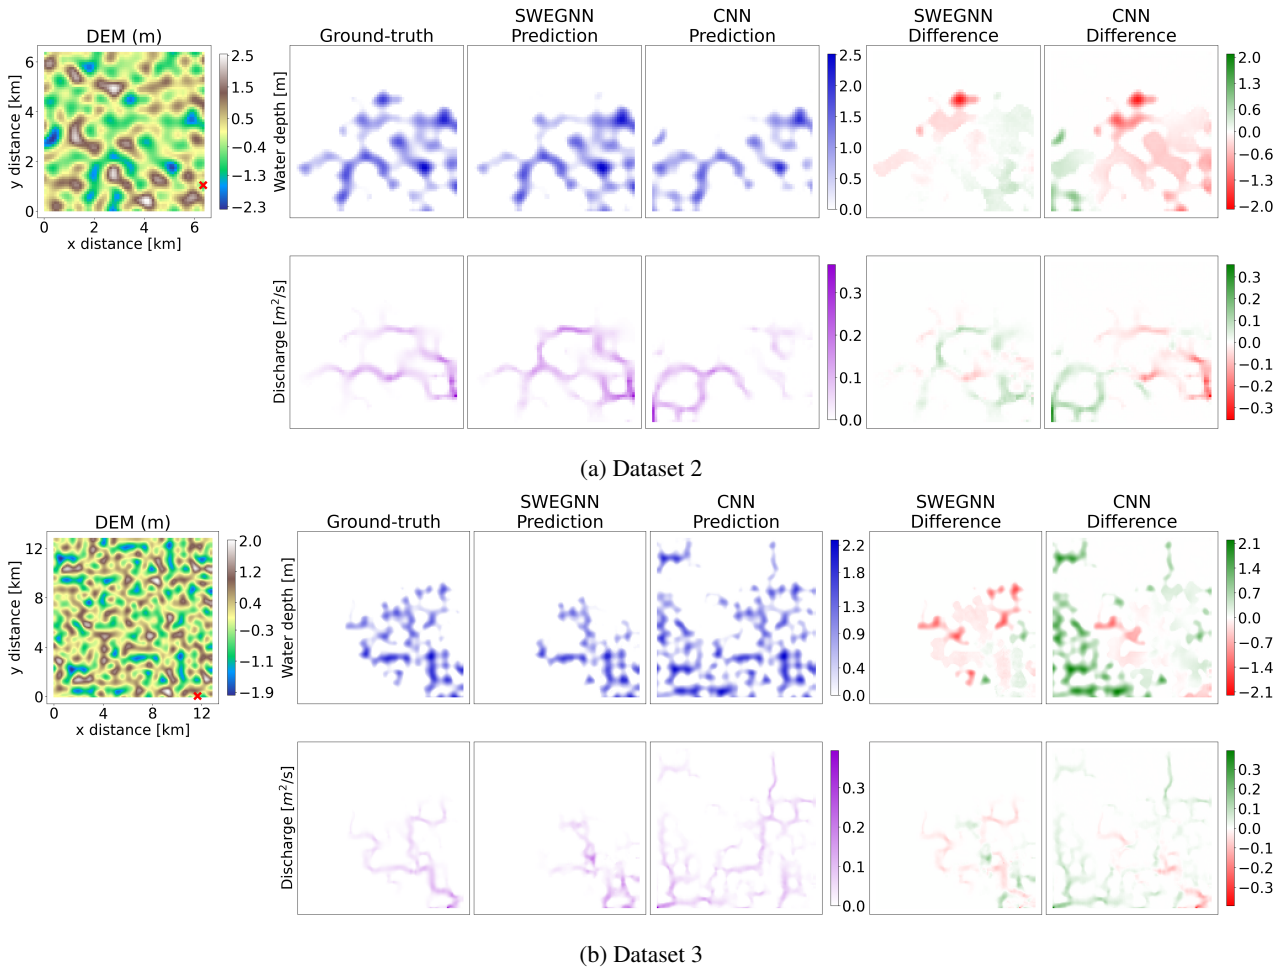 DEM (m)
Ground-truth
SWEGNN
Prediction
CNN
Prediction
SWEGNN
Difference
CNN
Difference
y distance [km]
6
4
2
0
0 2 4 6
x distance [km]
2.5
1.5
0.5
−0.4
−1.3
−2.3
Water depth [m]
2.5
2.0
1.5
1.0
0.5
0.0
2.0
1.3
0.6
0.0
−0.6
−1.3
−2.0
Discharge [m²/s]
0.3
0.2
0.1
0.0
0.3
0.1
0.0
−0.1
−0.3
(a) Dataset 2
DEM (m)
Ground-truth
SWEGNN
Prediction
CNN
Prediction
SWEGNN
Difference
CNN
Difference
y distance [km]
12
8
4
0
0 4 8 12
x distance [km]
2.0
1.2
0.4
−0.3
−1.1
−1.9
Water depth [m]
2.2
1.8
1.3
0.9
0.4
0.0
2.1
1.4
0.7
0.0
−0.7
−1.4
−2.1
Discharge [m²/s]
0.3
0.2
0.1
0.0
0.3
0.2
0.1
0.0
−0.1
−0.2
−0.3
(b) Dataset 3